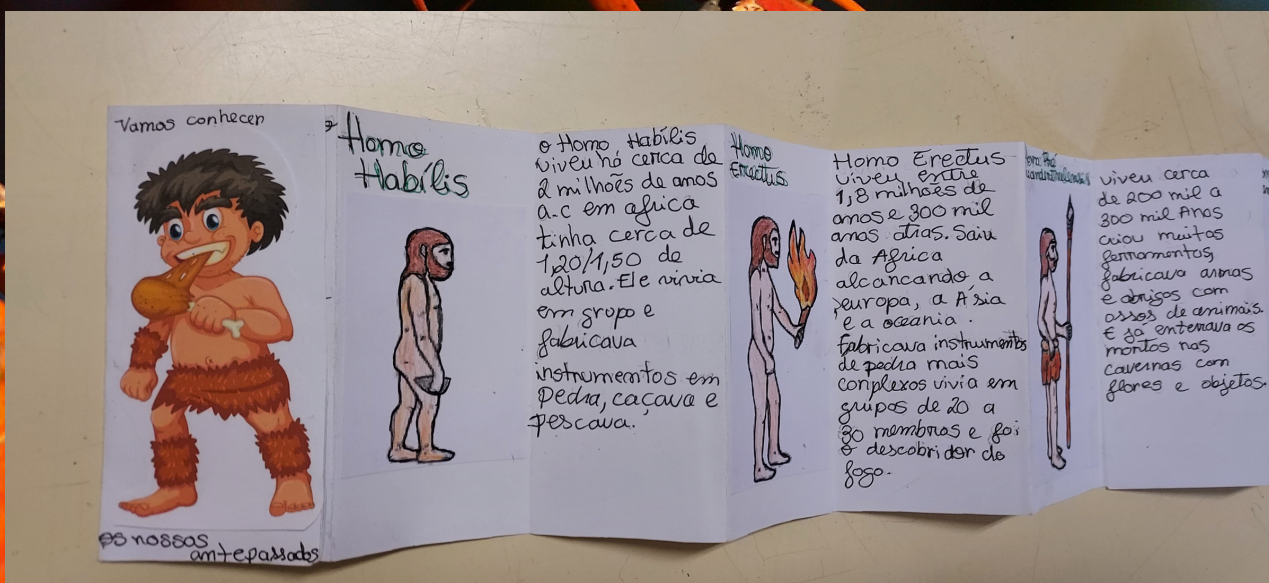 Vamos conhecer
os nossos
antepassados
Homo
Habílis
o Homo Habílis
viveu há cerca de
2 milhões de anos
a.c em africa
tinha cerca de
1,20/1,50 de
altura. Ele vivia
em grupo e
fabricava
instrumentos em
Pedra, caçava e
pescava.
Homo
Erectus
Homo Erectus
viveu entre
1,8 milhões de
anos e 300 mil
anos atias. Saiu
da Africa
alcancando, a
europa, a Ásia
e a oceania.
fabricava instrumentos
de pedra mais
conplexos vivia em
grupos de 20 a
30 membros e foi
o descobridor do
fogo.
viveu cerca
de 200 mil a
300 mil Anos
criou muitas
ferramentas,
fabricava armas
e abrigos com
ossos de animais.
E já enterrava os
mortos nas
cavernas com
flores e objetos.